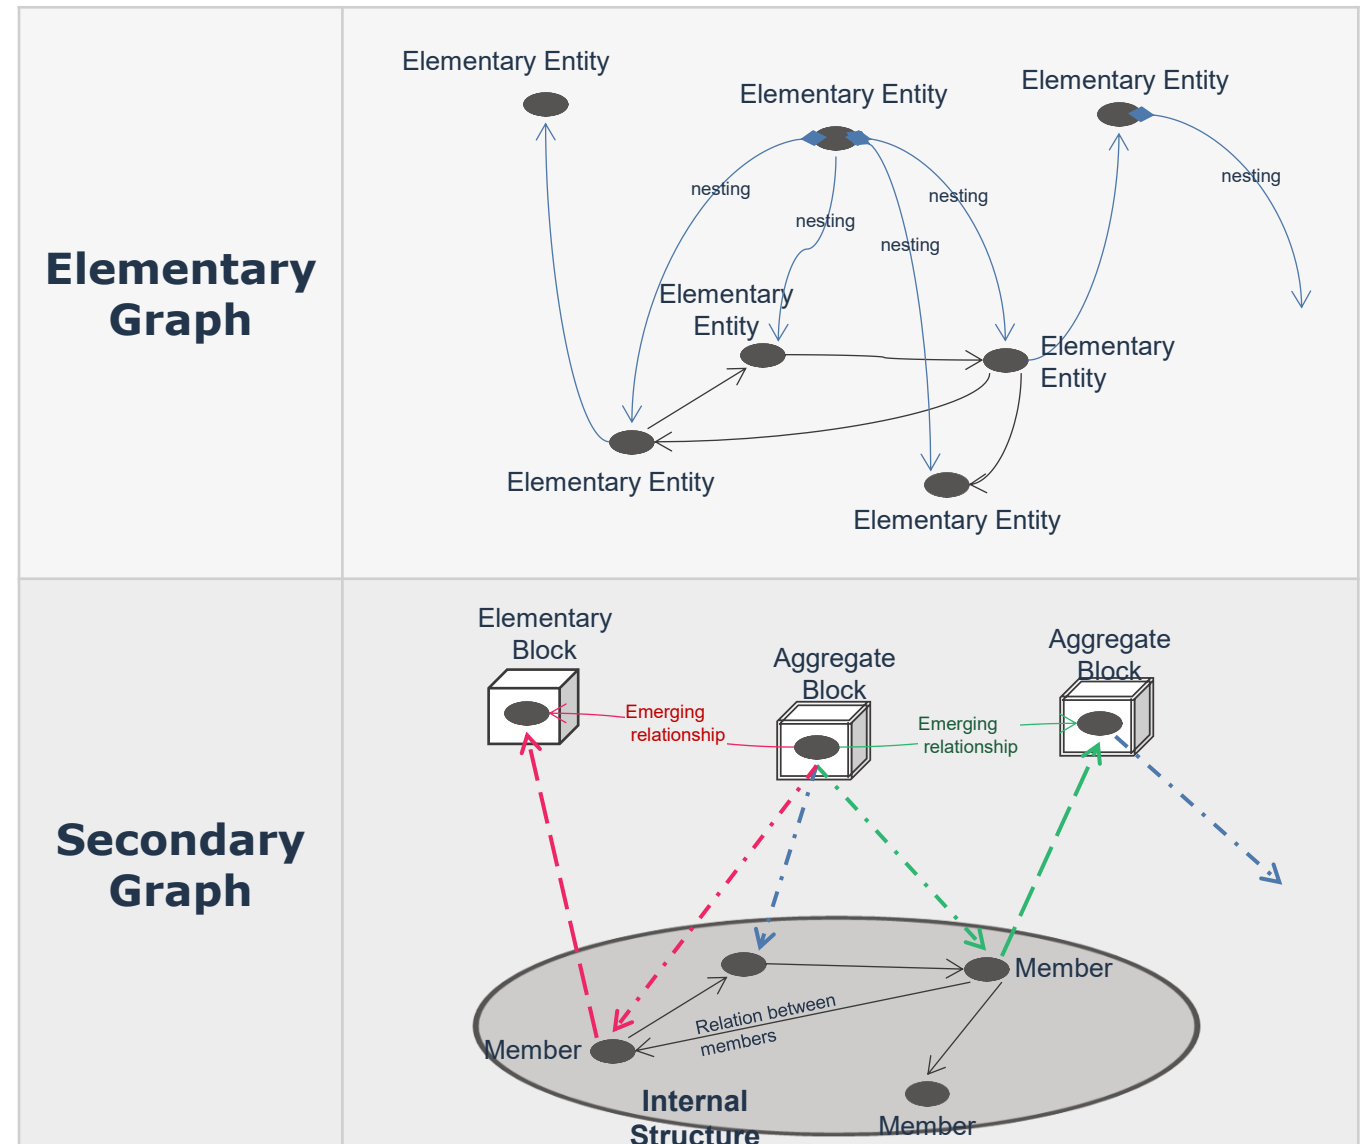 Elementary
Graph
Elementary Entity
Elementary Entity
Elementary Entity
nesting
nesting
nesting
nesting
nesting
Elementary
Entity
Elementary
Entity
Elementary Entity
Elementary Entity
Secondary
Graph
Elementary
Block
Aggregate
Block
Aggregate
Block
Emerging
relationship
Emerging
relationship
Member
Relation between
members
Member
Internal
Structure
Member